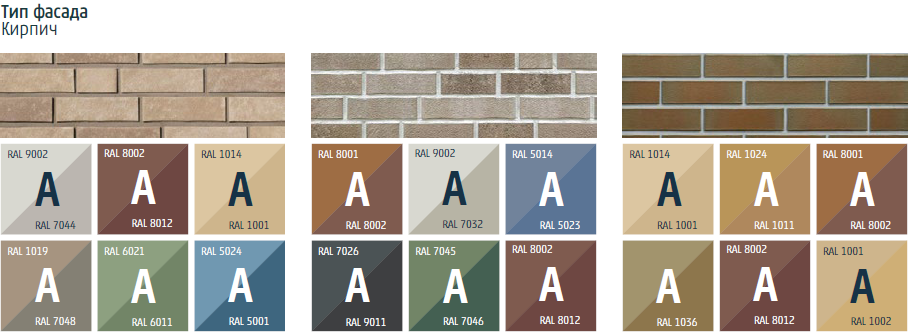 Тип фасада
Кирпич
RAL 9002
A
RAL 7044
RAL 8002
A
RAL 8012
RAL 1014
A
RAL 1001
RAL 8001
A
RAL 8002
RAL 9002
A
RAL 7032
RAL 5014
A
RAL 5023
RAL 1014
A
RAL 1001
RAL 1024
A
RAL 1011
RAL 8001
A
RAL 8002
RAL 1019
A
RAL 7048
RAL 6021
A
RAL 6011
RAL 5024
A
RAL 5001
RAL 7026
A
RAL 9011
RAL 7045
A
RAL 7046
RAL 8002
A
RAL 8012
A
RAL 1036
RAL 8002
A
RAL 8012
RAL 1001
A
RAL 1002